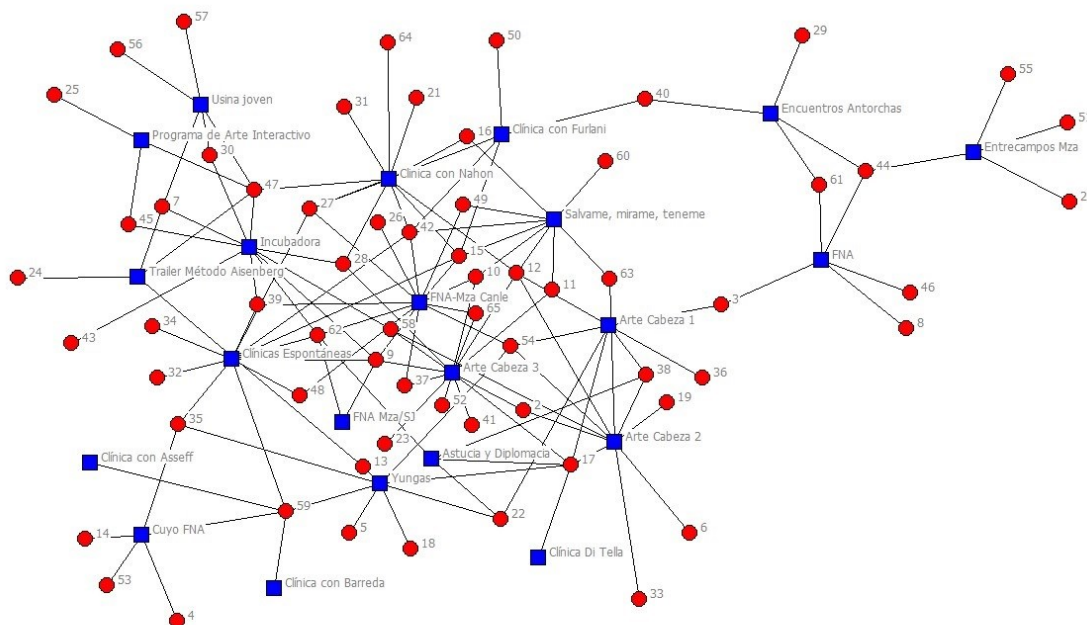 57
56
64
50
29
25
Usina joven
55
31
21
40
Encuentros Antorchas
Programa de Arte Interactivo
16
Clínica con Furlani
Entrecampos Mza
30
60
44
Clínica con Nahon
61
47
7
27
49
2
45
26
42
Salvame, mirame, teneme
Incubadora
15
28
12
FNA
24
Trailer Método Aisenberg
10
63
11
46
39
FNA-Mza Canle
3
65
34
62
58
Arte Cabeza 1
8
43
54
Clínicas Espontáneas
9
Arte Cabeza 3
32
37
38
36
48
52
2
19
35
FNA Mza/SJ
41
23
Arte Cabeza 2
Clínica con Asseff
13
Astucia y Diplomacia
17
Yungas
59
22
14
Cuyo FNA
5
6
18
Clínica Di Tella
53
Clínica con Barreda
33
4